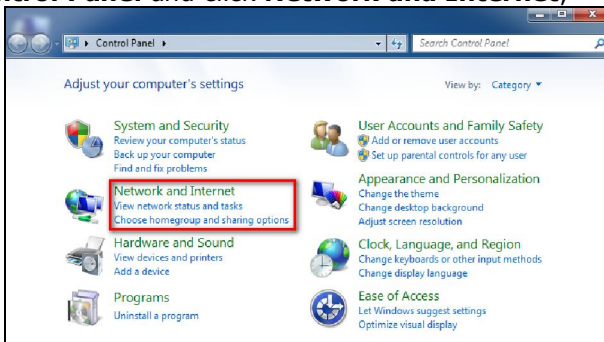 and click
Control Panel
Search Control Panel
Adjust your computer's settings
View by: Category
System and Security
Review your computer's status
Back up your computer
Find and fix problems
Network and Internet
View network status and tasks
Choose homegroup and sharing options
Hardware and Sound
View devices and printers
Add a device
Programs
Uninstall a program
User Accounts and Family Safety
Add or remove user accounts
Set up parental controls for any user
Appearance and Personalization
Change the theme
Change desktop background
Adjust screen resolution
Clock, Language, and Region
Change keyboards or other input methods
Change display language
Ease of Access
Let Windows suggest settings
Optimize visual display